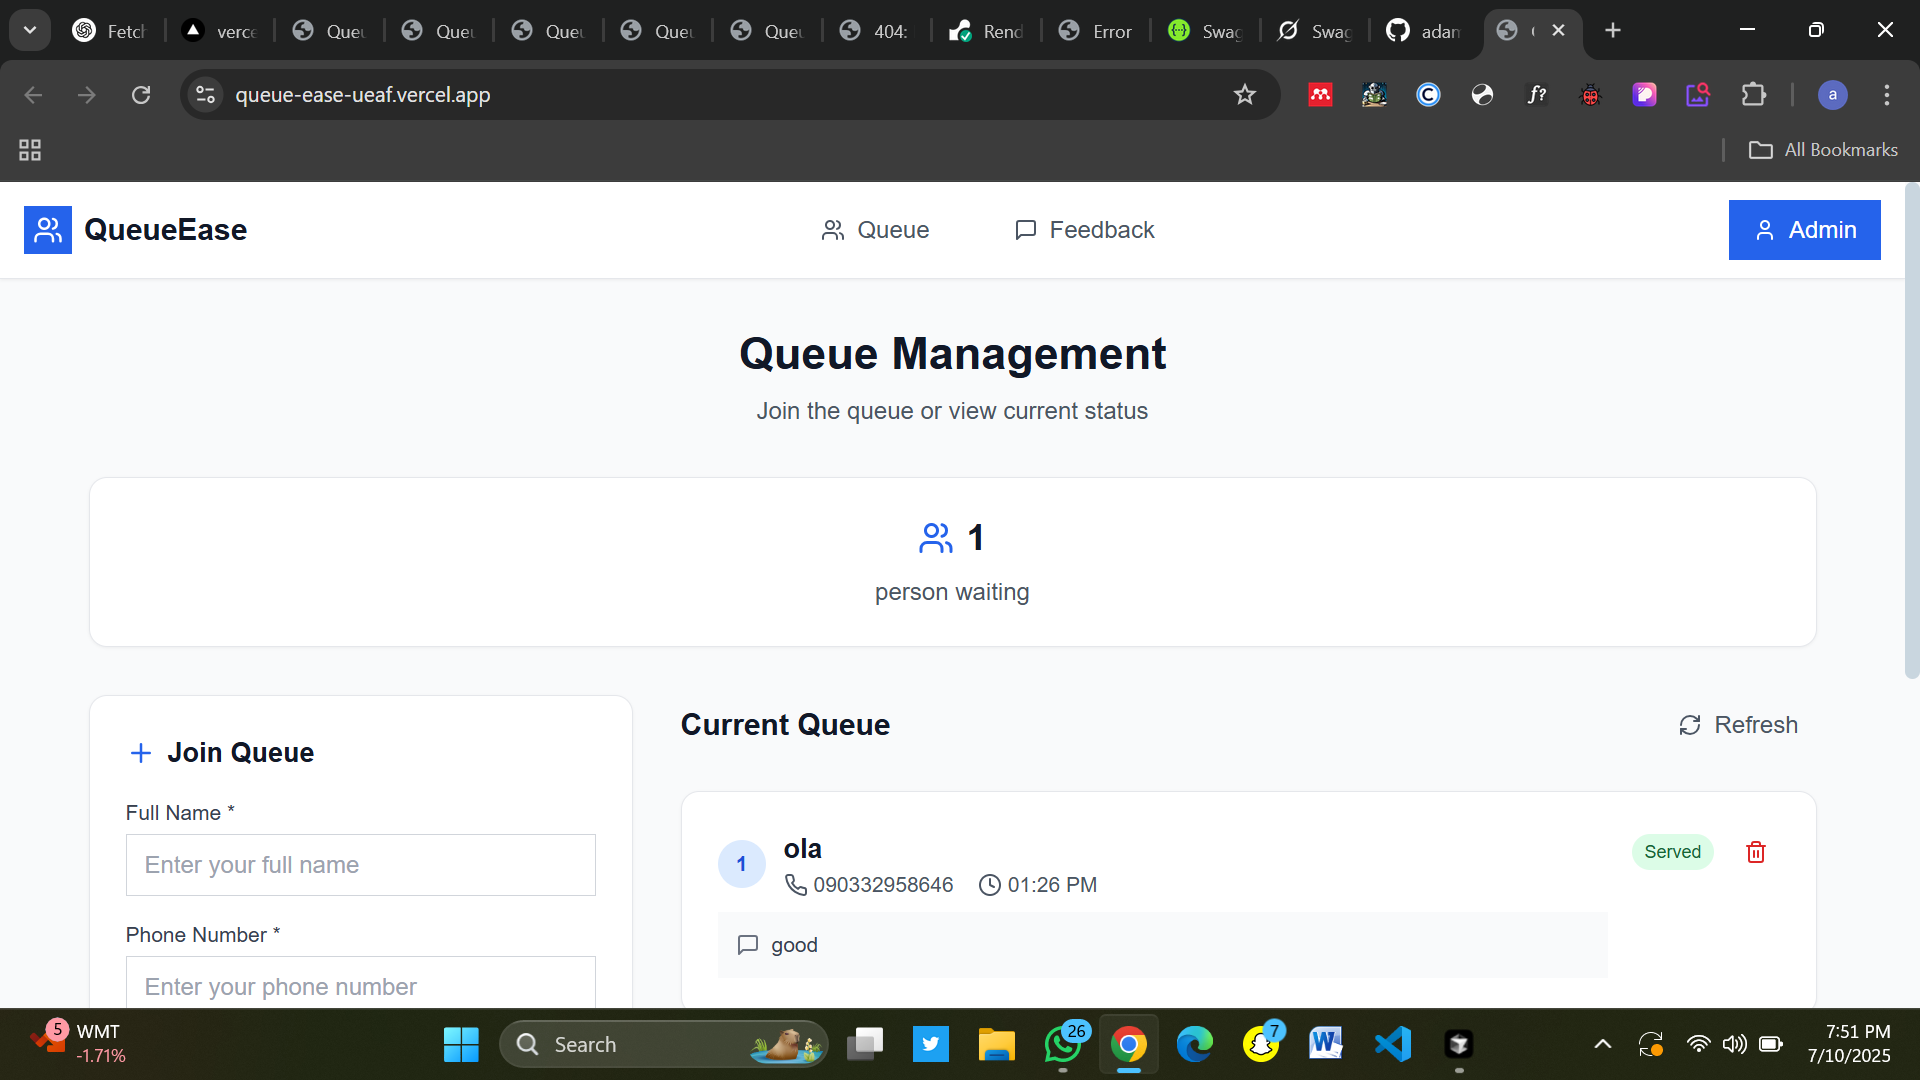 Fetch
verce
Queu
Queu
Queu
Queu
Queu
404:
Rend
Error
Swag
Swag
adam
queue-ease-ueaf.vercel.app
f?
a
All Bookmarks
QueueEase
Queue
Feedback
Admin
Queue Management
Join the queue or view current status
1
person waiting
Join Queue
Full Name *
Enter your full name
Phone Number *
Enter your phone number
Current Queue
Refresh
1
ola
090332958646
01:26 PM
good
Served
5
WMT
-1.71%
Search
26
7
7:51 PM
7/10/2025